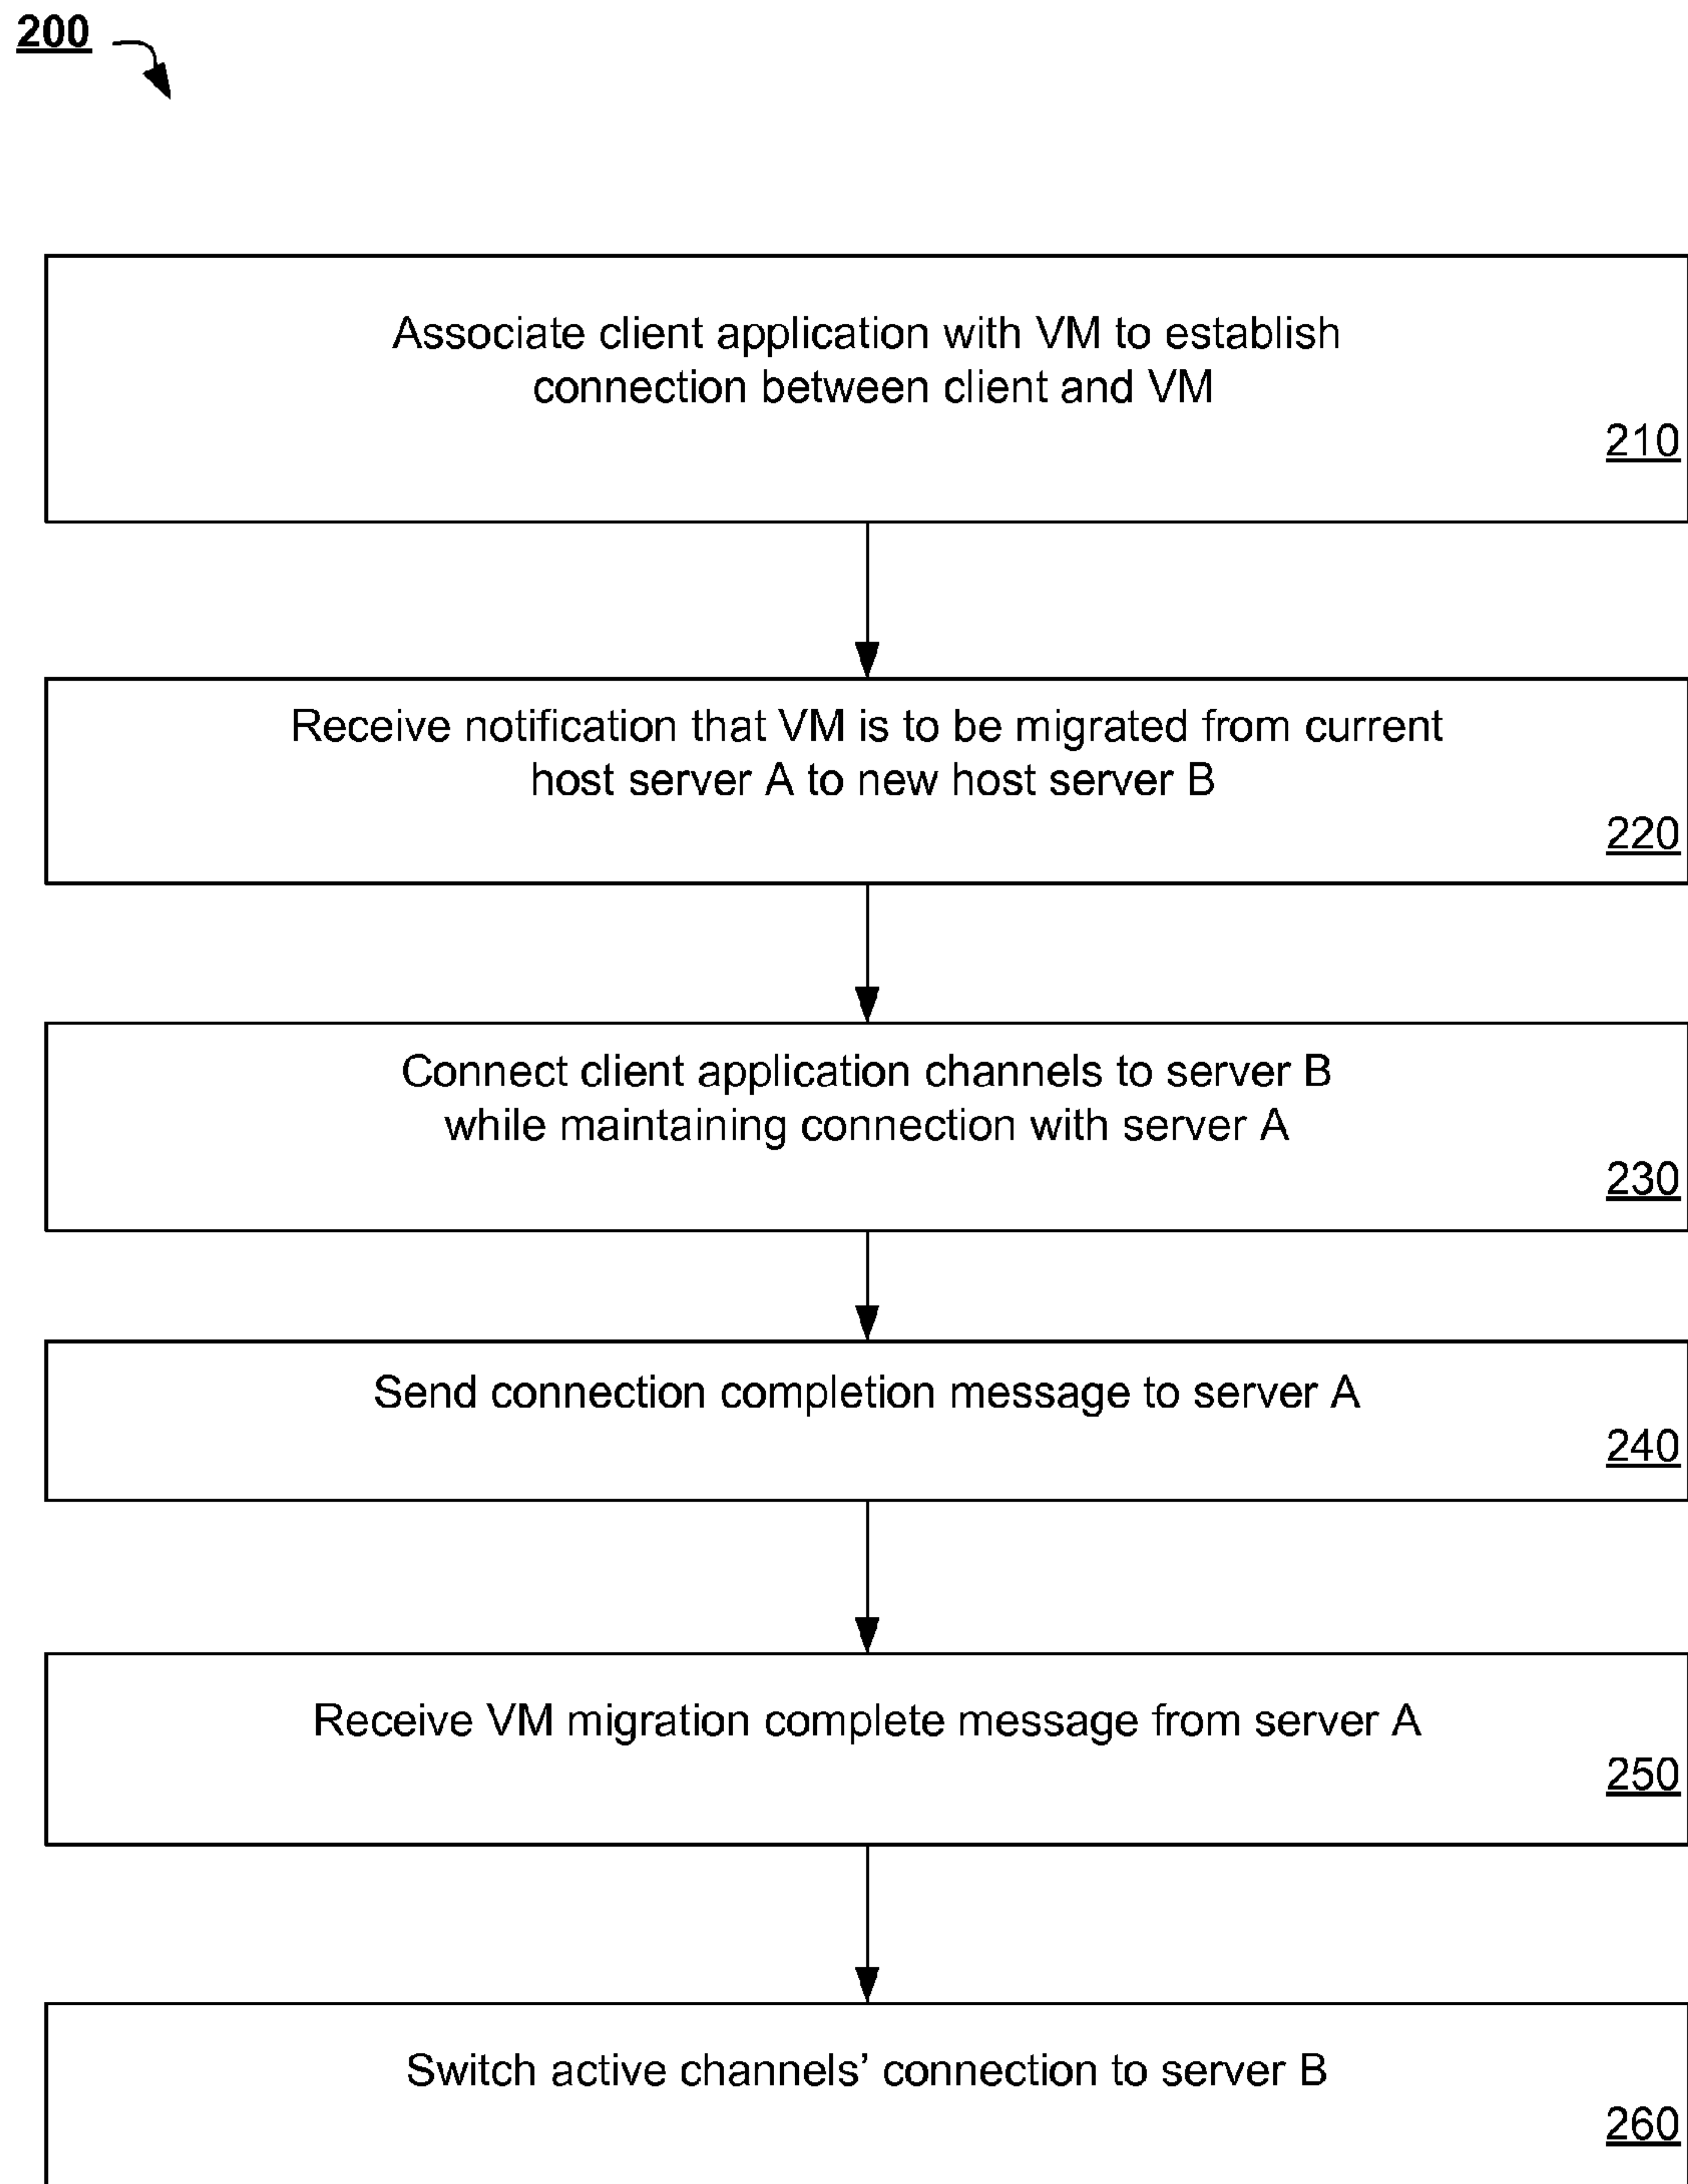 200
Associate client application with VM to establish
connection between client and VM
210
Receive notification that VM is to be migrated from current
host server A to new host server B
220
Connect client application channels to server B
while maintaining connection with server A
230
Send connection completion message to server A
240
Receive VM migration complete message from server A
250
Switch active channels’ connection to server B
260